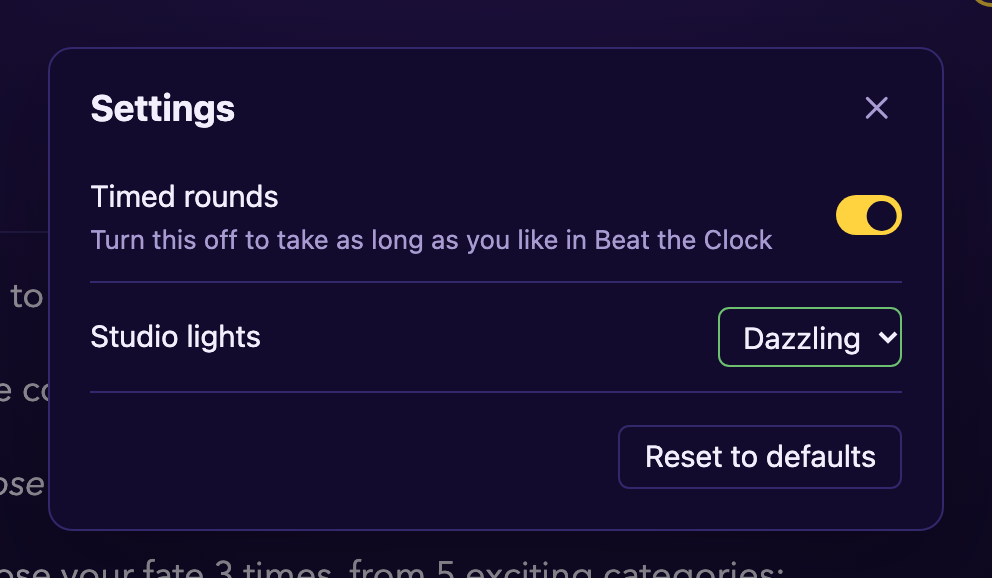 Settings
Timed rounds
Turn this off to take as long as you like in Beat the Clock
to
Studio lights
Dazzling
e co
Reset to defaults
ose
ose your fate 3 times, from 5 exciting categories: